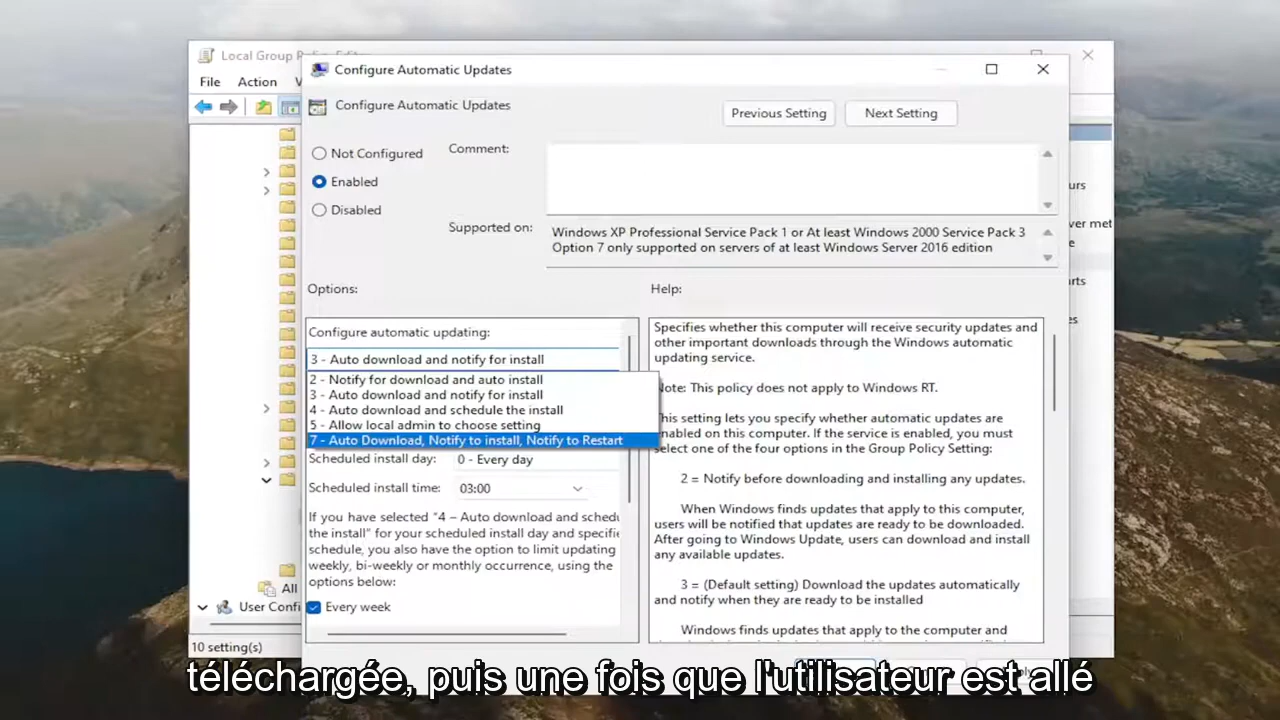 Local Group Policy Editor
File Action V
Configure Automatic Updates
Configure Automatic Updates
Previous Setting Next Setting
Not Configured
Enabled
Disabled
Comment:
Supported on:
Windows XP Professional Service Pack 1 or At least Windows 2000 Service Pack 3
Option 7 only supported on servers of at least Windows Server 2016 edition
Options:
Help:
Configure automatic updating:
3 - Auto download and notify for install
2 - Notify for download and auto install
3 - Auto download and notify for install
4 - Auto download and schedule the install
5 - Allow local admin to choose setting
7 - Auto Download, Notify to install, Notify to Restart
Scheduled install day: 0 - Every day
Scheduled install time: 03:00
If you have selected "4 – Auto download and schedu
the install" for your scheduled install day and specifie
schedule, you also have the option to limit updating
weekly, bi-weekly or monthly occurrence, using the
options below:
Every week
Specifies whether this computer will receive security updates and
other important downloads through the Windows automatic
updating service.
Note: This policy does not apply to Windows RT.
This setting lets you specify whether automatic updates are
enabled on this computer. If the service is enabled, you must
select one of the four options in the Group Policy Setting:
2 = Notify before downloading and installing any updates.
When Windows finds updates that apply to this computer,
users will be notified that updates are ready to be downloaded.
After going to Windows Update, users can download and install
any available updates.
3 = (Default setting) Download the updates automatically
and notify when they are ready to be installed
Windows finds updates that apply to the computer and
urs
ver met
e
rts
es
All
User Confi
10 setting(s)
téléchargée, puis une fois que l'utilisateur est allé